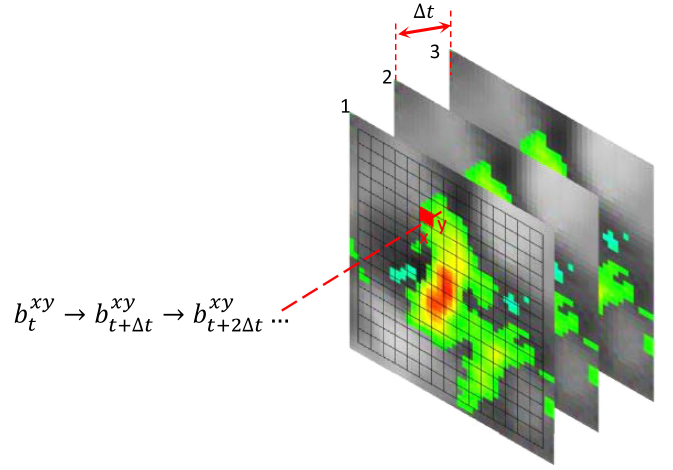 Δt
3
2
1
y
x
b_t^{xy} → b_{t+Δt}^{xy} → b_{t+2Δt}^{xy} ...